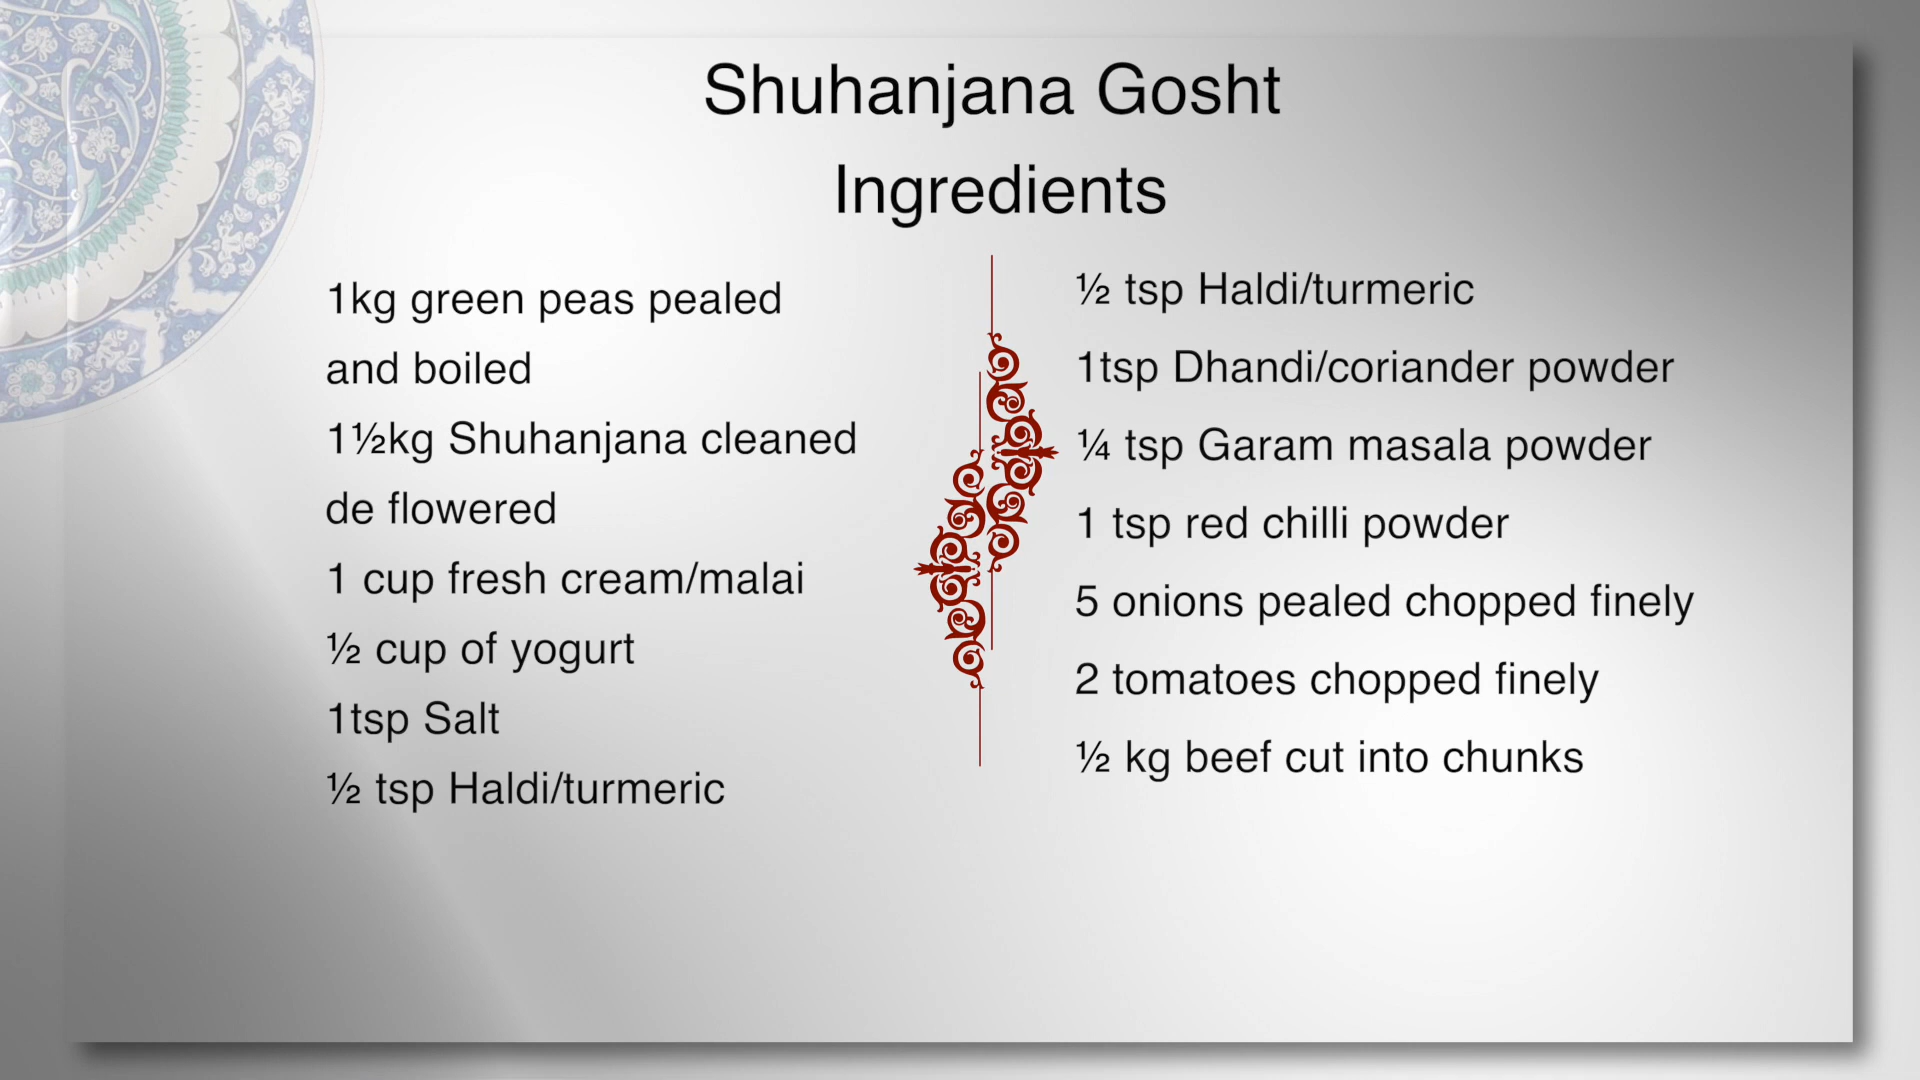 Shuhanjana Gosht
Ingredients
1kg green peas pealed
and boiled
1½kg Shuhanjana cleaned
de flowered
1 cup fresh cream/malai
½ cup of yogurt
1tsp Salt
½ tsp Haldi/turmeric
½ tsp Haldi/turmeric
1tsp Dhandi/coriander powder
¼ tsp Garam masala powder
1 tsp red chilli powder
5 onions pealed chopped finely
2 tomatoes chopped finely
½ kg beef cut into chunks